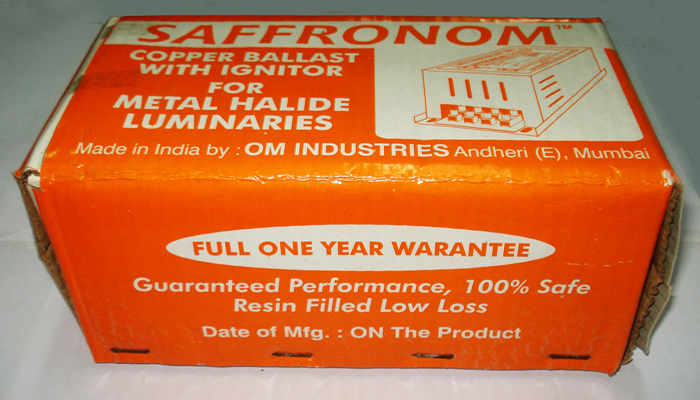 SAFFRONOM™
COPPER BALLAST
WITH IGNITOR
FOR
METAL HALIDE
LUMINARIES
Made in India by : OM INDUSTRIES Andheri (E), Mumbai
FULL ONE YEAR WARANTEE
Guaranteed Performance, 100% Safe
Resin Filled Low Loss
Date of Mfg. : ON The Product